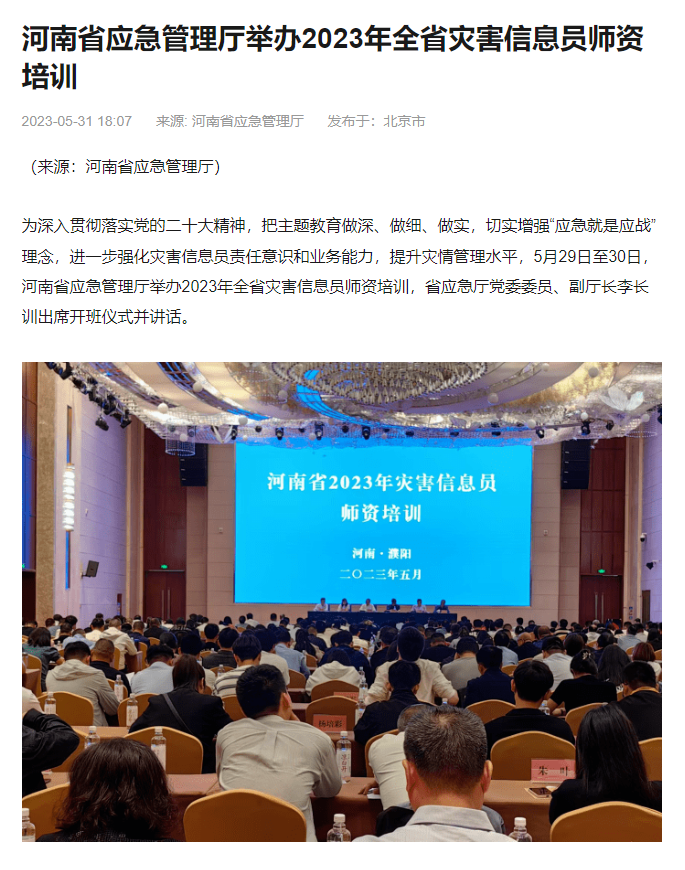 河南省应急管理厅举办2023年全省灾害信息员师资
培训
2023-05-31 18:07 来源: 河南省应急管理厅 发布于：北京市
（来源：河南省应急管理厅）
为深入贯彻落实党的二十大精神，把主题教育做深、做细、做实，切实增强“应急就是应战”
理念，进一步强化灾害信息员责任意识和业务能力，提升灾情管理水平，5月29日至30日，
河南省应急管理厅举办2023年全省灾害信息员师资培训，省应急厅党委委员、副厅长李长
训出席开班仪式并讲话。
河南省2023年灾害信息员
师资培训
河南·濮阳
二〇二三年五月
朱 叶